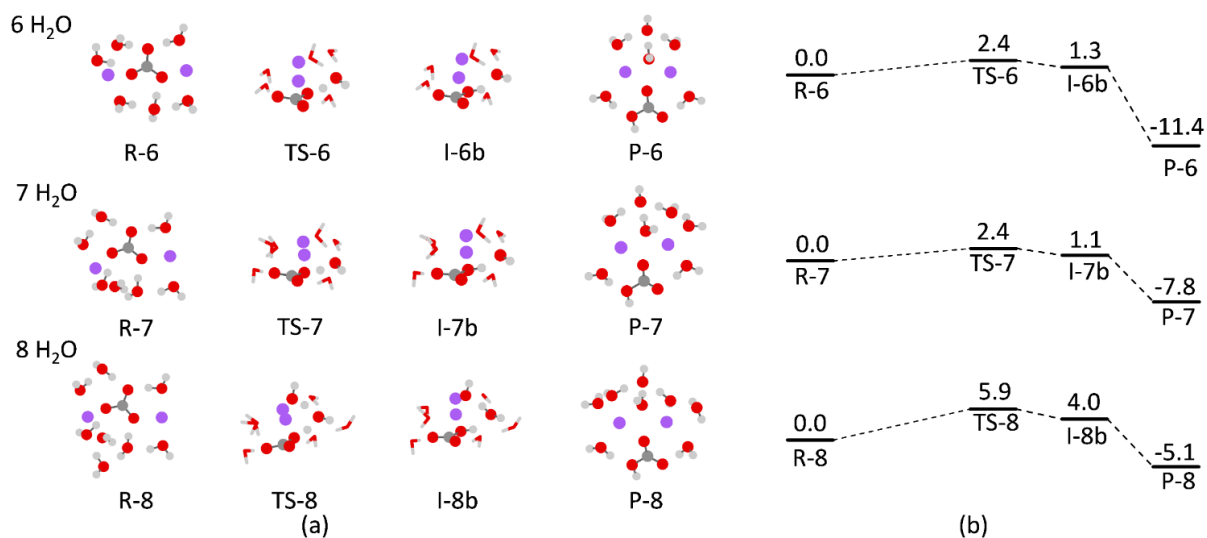 6 H₂O
R-6 TS-6 I-6b P-6
0.0 2.4 1.3 -11.4
R-6 TS-6 I-6b P-6
7 H₂O
R-7 TS-7 I-7b P-7
0.0 2.4 1.1 -7.8
R-7 TS-7 I-7b P-7
8 H₂O
R-8 TS-8 I-8b P-8
0.0 5.9 4.0 -5.1
R-8 TS-8 I-8b P-8
(a) (b)